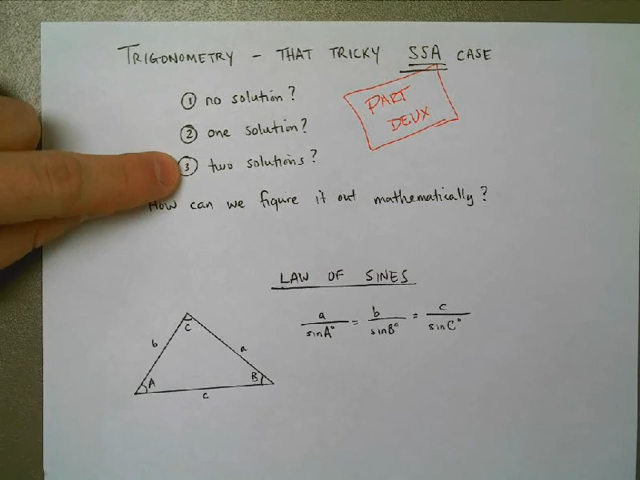 TRIGONOMETRY - THAT TRICKY SSA CASE
① no solution?
② one solution?
③ two solutions?
PART
DEUX
How can we figure it out mathematically?
LAW OF SINES
a/sinA° = b/sinB° = c/sinC°
C
b
a
A
B
c